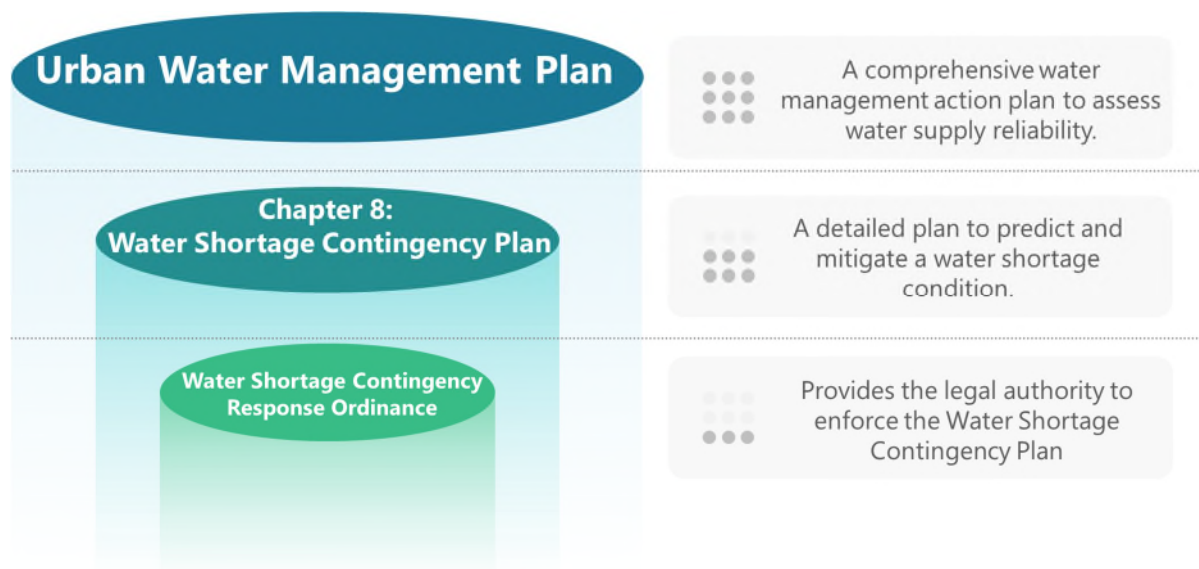 Urban Water Management Plan
A comprehensive water
management action plan to assess
water supply reliability.
Chapter 8:
Water Shortage Contingency Plan
A detailed plan to predict and
mitigate a water shortage
condition.
Water Shortage Contingency
Response Ordinance
Provides the legal authority to
enforce the Water Shortage
Contingency Plan